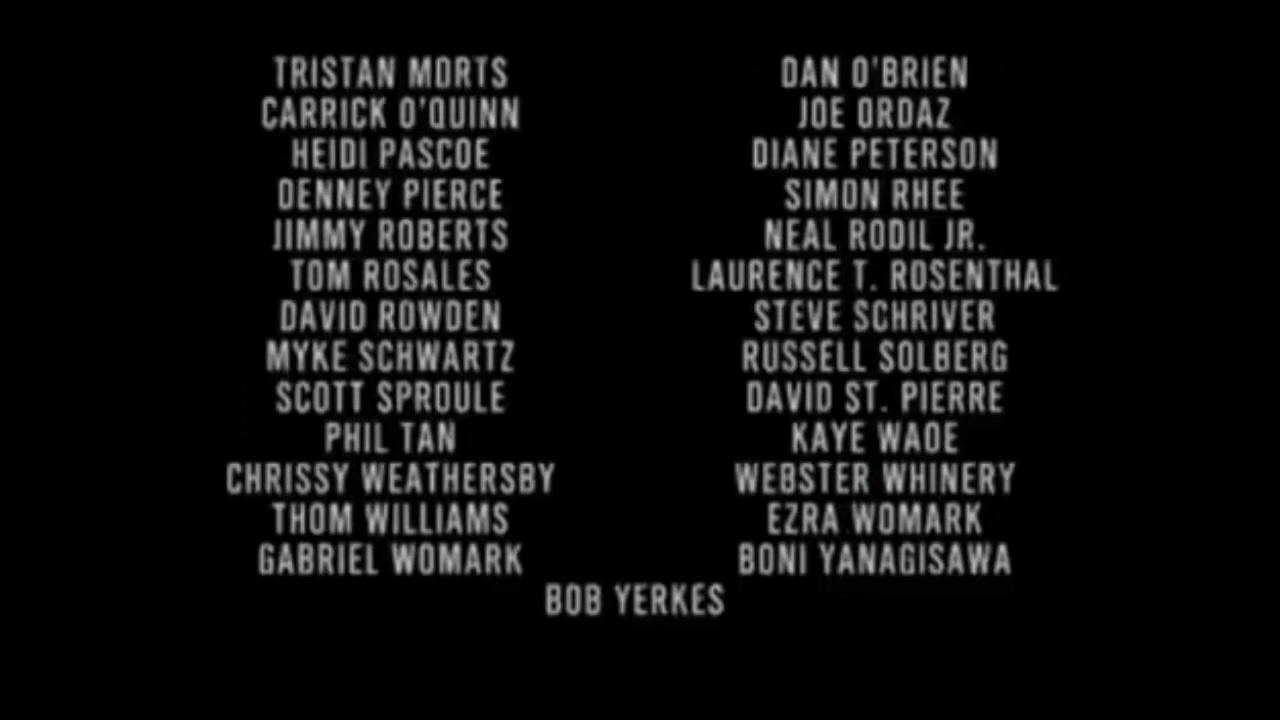 TRISTAN MORTS DAN O'BRIEN
CARRICK O'QUINN JOE ORDAZ
HEIDI PASCOE DIANE PETERSON
DENNEY PIERCE SIMON RHEE
JIMMY ROBERTS NEAL RODIL JR.
TOM ROSALES LAURENCE T. ROSENTHAL
DAVID ROWDEN STEVE SCHRIVER
MYKE SCHWARTZ RUSSELL SOLBERG
SCOTT SPROULE DAVID ST. PIERRE
PHIL TAN KAYE WADE
CHRISSY WEATHERSBY WEBSTER WHINERY
THOM WILLIAMS EZRA WOMARK
GABRIEL WOMARK BONI YANAGISAWA
BOB YERKES